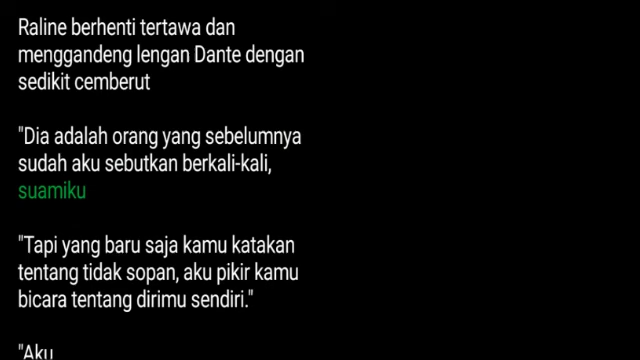 Raline berhenti tertawa dan
menggandeng lengan Dante dengan
sedikit cemberut
"Dia adalah orang yang sebelumnya
sudah aku sebutkan berkali-kali,
suamiku
"Tapi yang baru saja kamu katakan
tentang tidak sopan, aku pikir kamu
bicara tentang dirimu sendiri."
"Aku